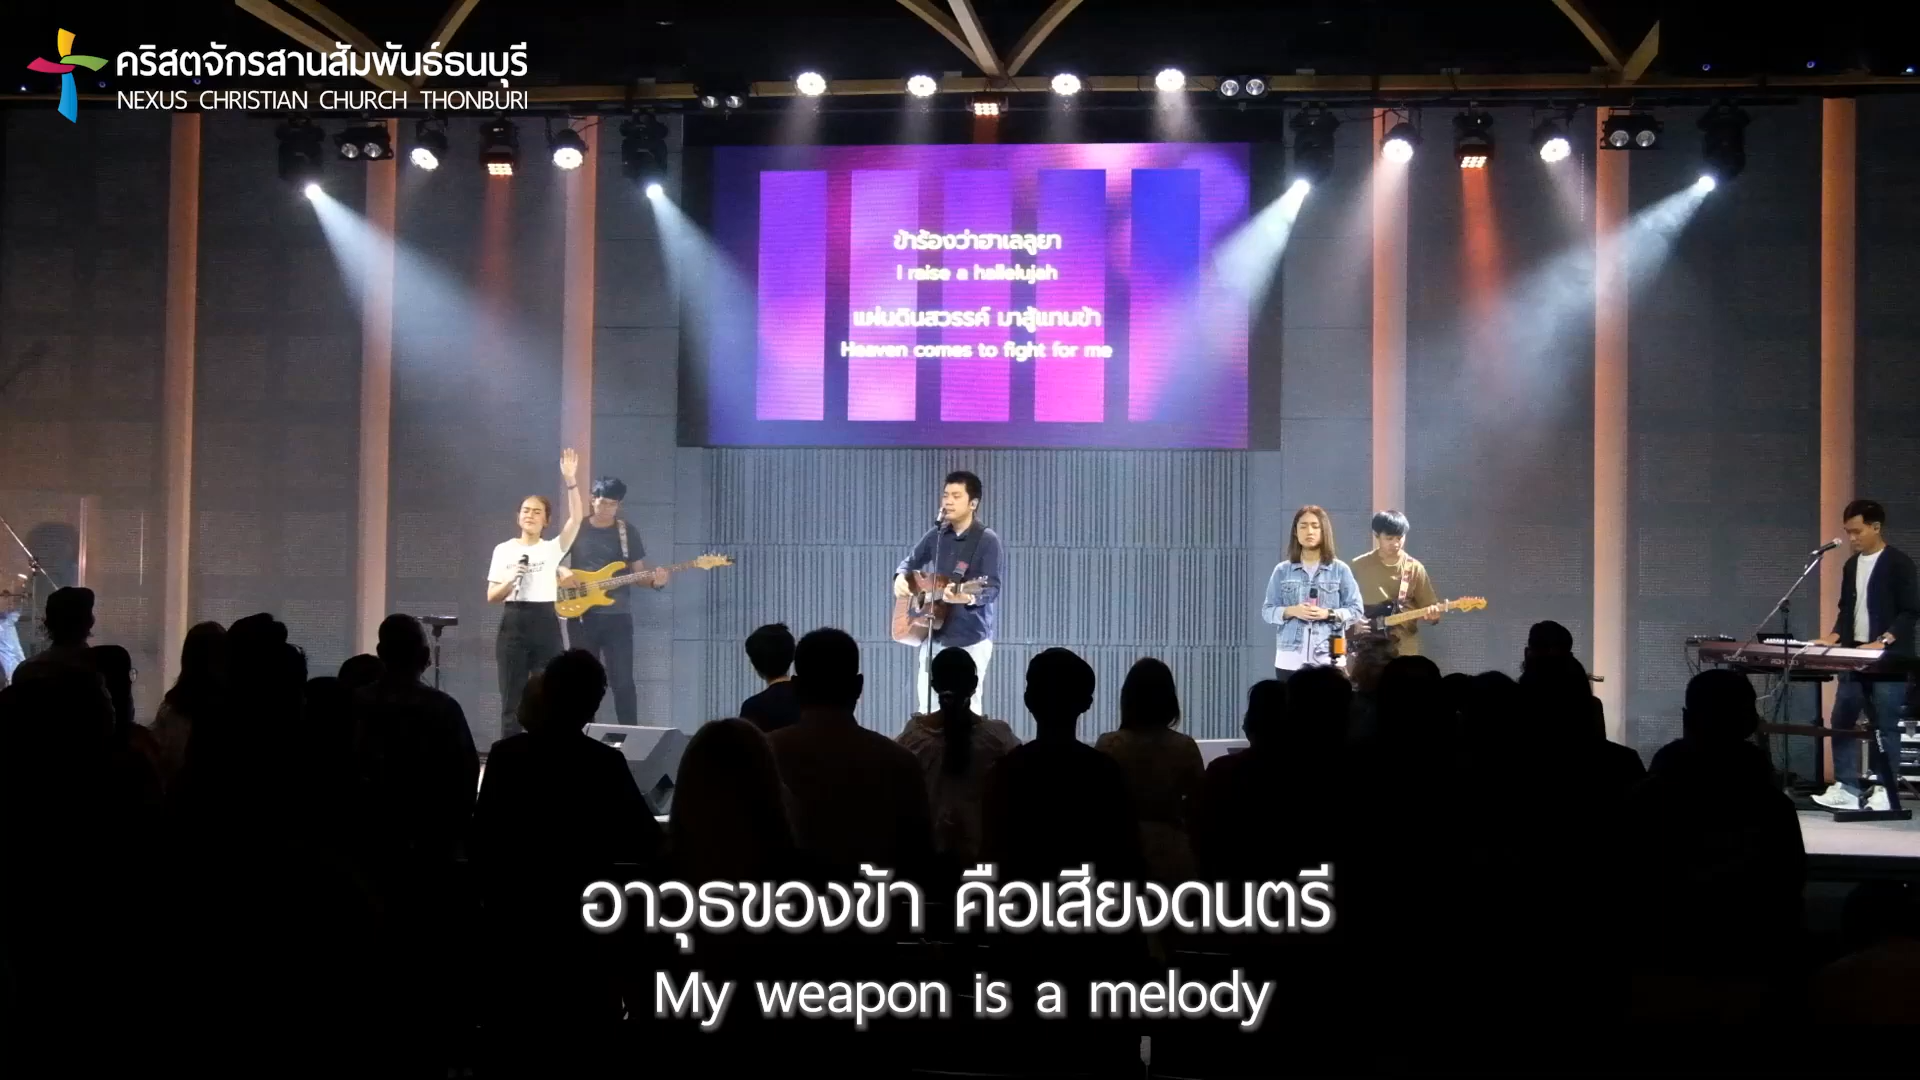 คริสตจักรสานสัมพันธ์ธนบุรี
NEXUS CHRISTIAN CHURCH THONBURI
ข้าร้องว่าฮาเลลูยา
I raise a hallelujah
แผ่นดินสวรรค์ มาสู้แทนข้า
Heaven comes to fight for me
อาวุธของข้า คือเสียงดนตรี
My weapon is a melody